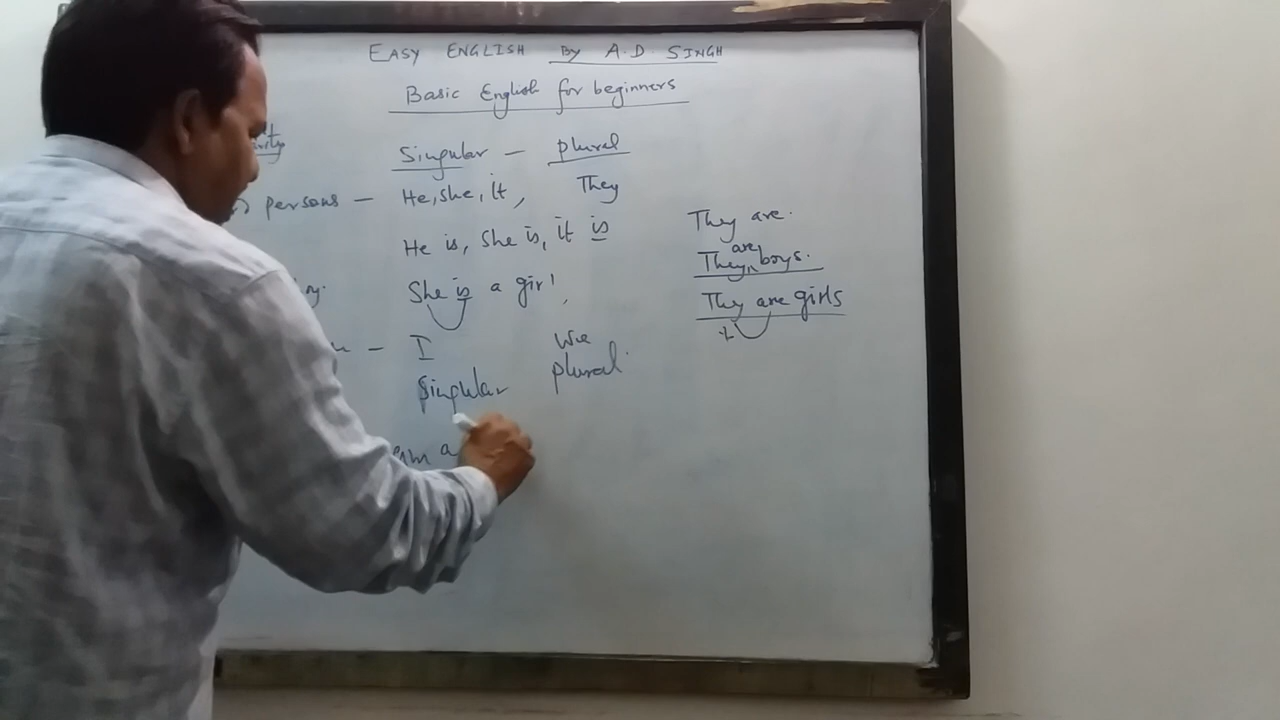 EASY ENGLISH BY A.D SINGH
Basic English for beginners
Singular - plural
persons - He, she, it, They
He is, She is, it is
She is a girl,
- I We
Singular plural
am a
They are.
They are boys.
They are girls